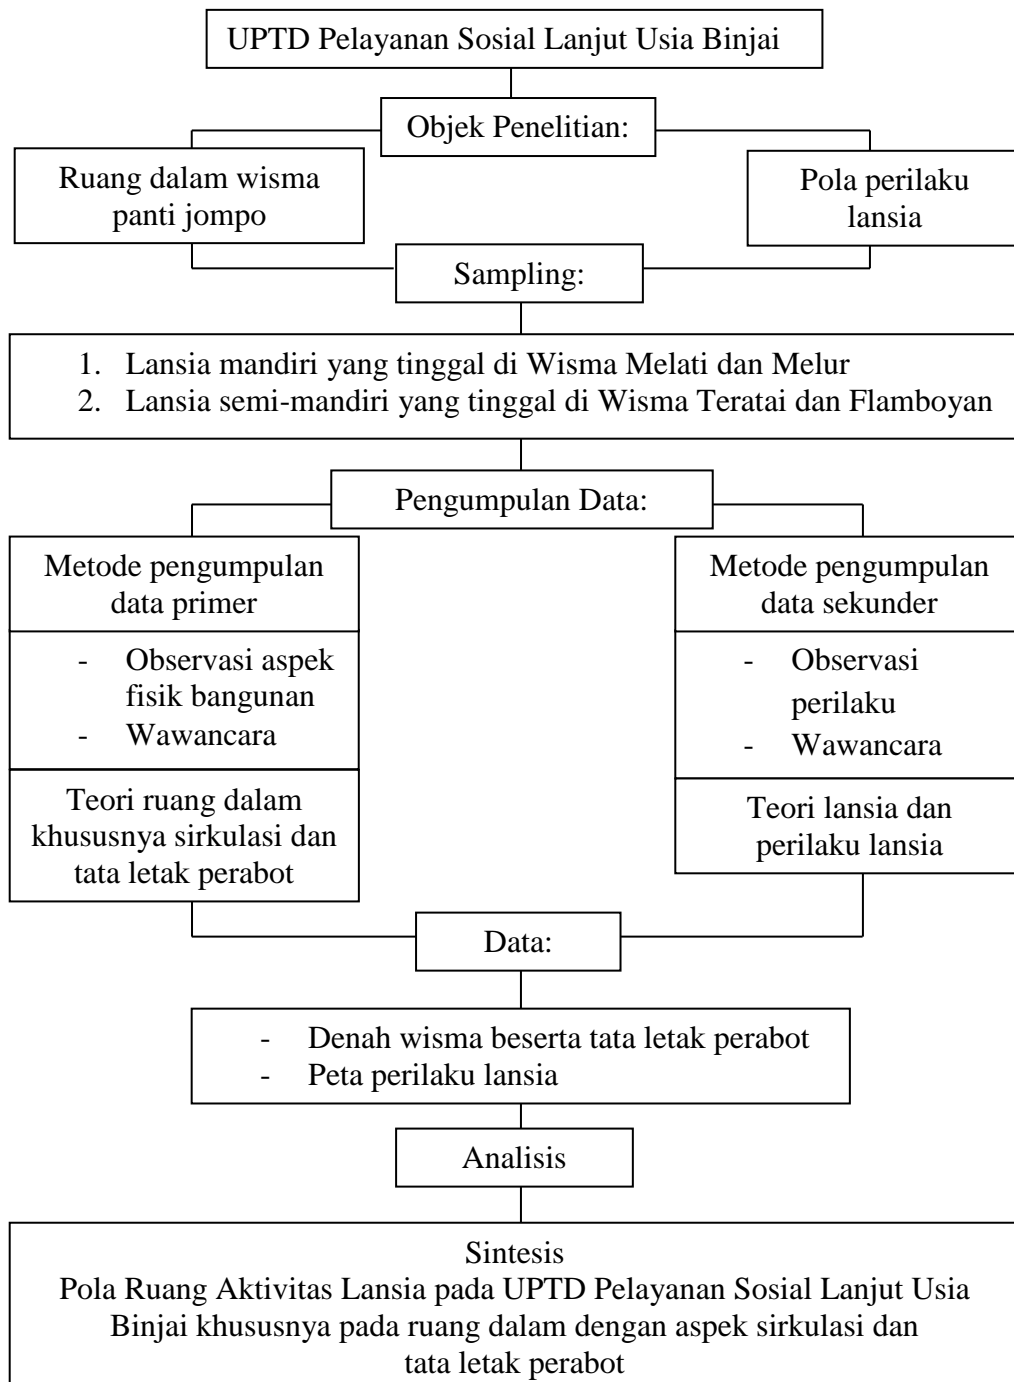 UPTD Pelayanan Sosial Lanjut Usia Binjai
Objek Penelitian:
Ruang dalam wisma
panti jompo
Pola perilaku
lansia
Sampling:
1. Lansia mandiri yang tinggal di Wisma Melati dan Melur
2. Lansia semi-mandiri yang tinggal di Wisma Teratai dan Flamboyan
Pengumpulan Data:
Metode pengumpulan
data primer
- Observasi aspek
fisik bangunan
- Wawancara
Teori ruang dalam
khususnya sirkulasi dan
tata letak perabot
Metode pengumpulan
data sekunder
- Observasi
perilaku
- Wawancara
Teori lansia dan
perilaku lansia
Data:
- Denah wisma beserta tata letak perabot
- Peta perilaku lansia
Analisis
Sintesis
Pola Ruang Aktivitas Lansia pada UPTD Pelayanan Sosial Lanjut Usia
Binjai khususnya pada ruang dalam dengan aspek sirkulasi dan
tata letak perabot